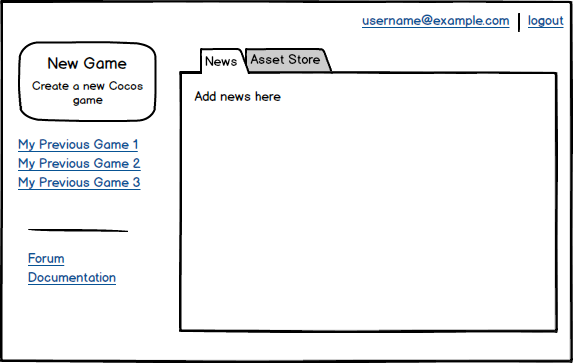 username@example.com
logout
New Game
Create a new Cocos
game
News
Asset Store
Add news here
My Previous Game 1
My Previous Game 2
My Previous Game 3
Forum
Documentation